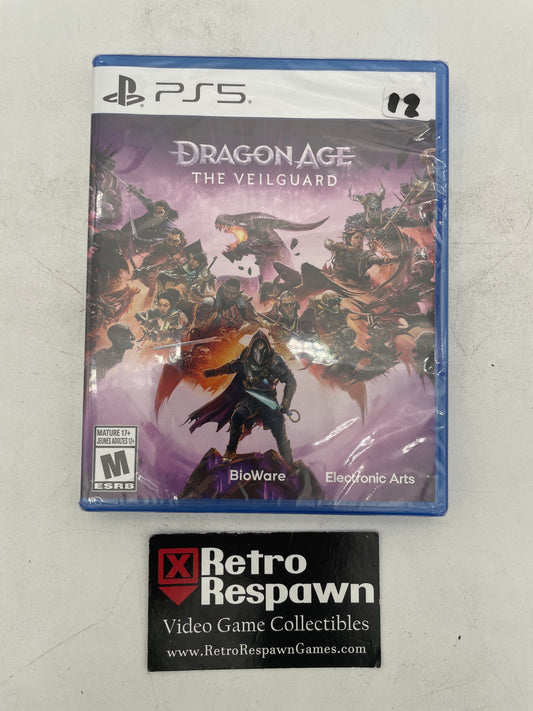 PS5
12
DRAGON AGE
THE VEILGUARD
MATURE 17+
JEUNES ADULTES 17+
M
ESRB
BioWare
Electronic Arts
X Retro
Respawn
Video Game Collectibles
www.RetroRespawnGames.com